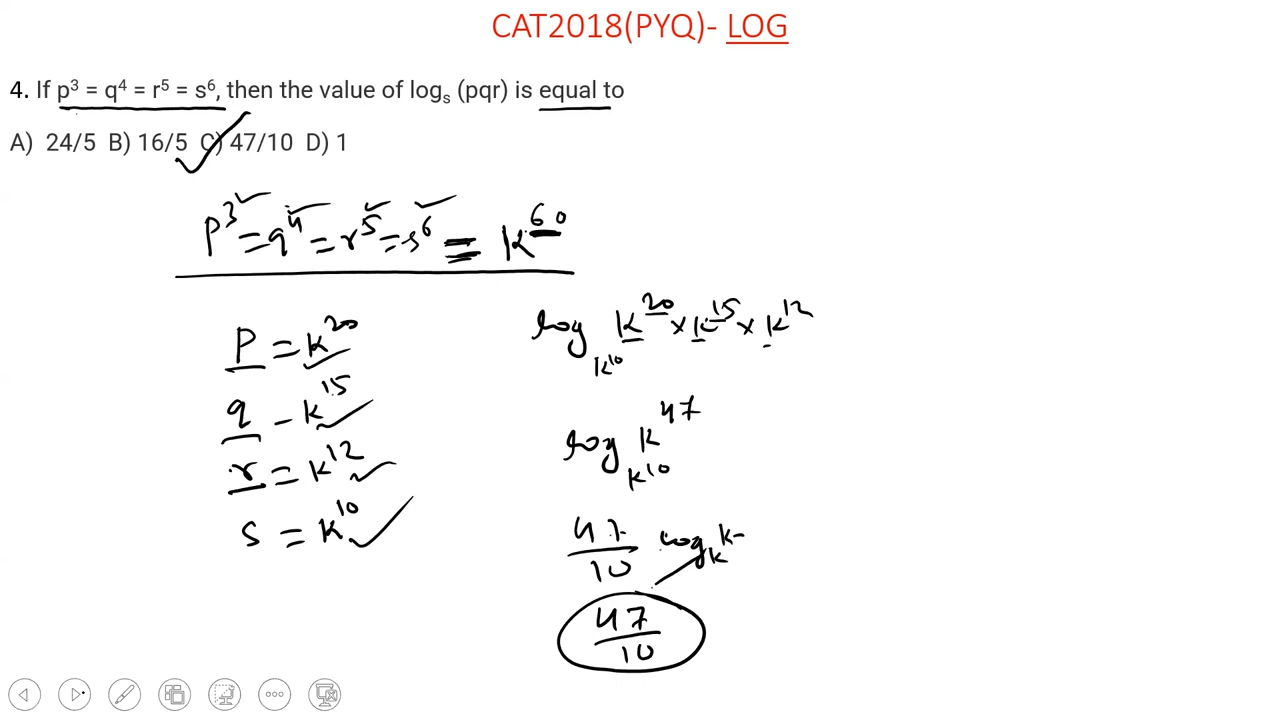 CAT2018(PYQ)- LOG
4. If p³ = q⁴ = r⁵ = s⁶, then the value of logₛ (pqr) is equal to
A) 24/5 B) 16/5 C) 47/10 D) 1
P³ = q⁴ = r⁵ = s⁶ = K⁶⁰
P = K²⁰
q - K¹⁵
r = K¹²
S = K¹⁰
log K²⁰ × K¹⁵ × K¹²
K¹⁰
log K⁴⁷
K¹⁰
47/10 log_K K
47/10